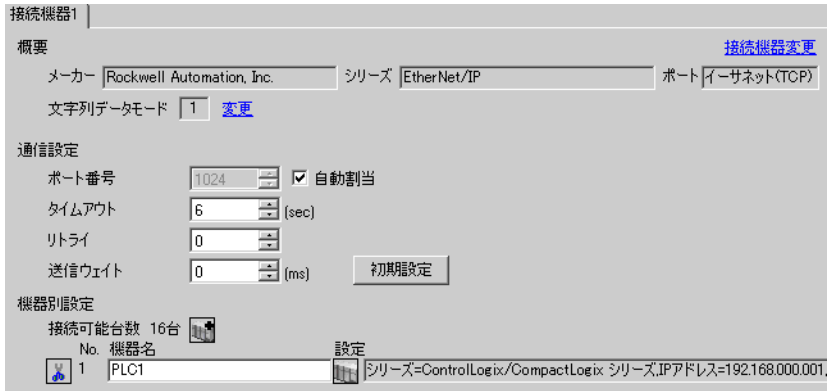 接続機器1
概要 接続機器変更
メーカー Rockwell Automation, Inc. シリーズ EtherNet/IP ポート イーサネット(TCP)
文字列データモード 1 変更
通信設定
ポート番号 1024 自動割当
タイムアウト 6 (sec)
リトライ 0
送信ウェイト 0 (ms) 初期設定
機器別設定
接続可能台数 16台
No. 機器名 設定
1 PLC1 シリーズ=ControlLogix/CompactLogix シリーズ,IPアドレス=192.168.000.001,